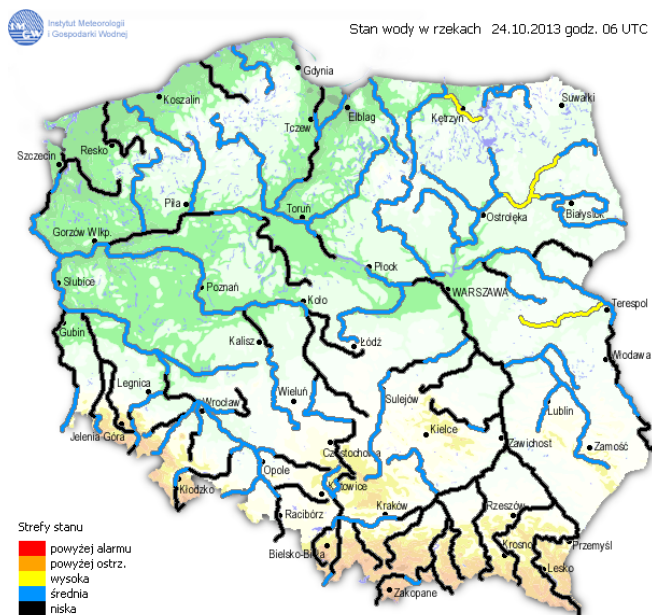 Instytut Meteorologii
i Gospodarki Wodnej
Stan wody w rzekach 24.10.2013 godz. 06 UTC
Gdynia
Koszalin
Suwałki
Elbląg
Kętrzyn
Tczew
Resko
Szczecin
Piła
Toruń
Ostrołęka
Białystok
Gorzów Wlkp.
Płock
Słubice
Poznań
WARSZAWA
Koło
Terespol
Gubin
Kalisz
Łódź
Włodawa
Legnica
Wieluń
Sulejów
Wrocław
Lublin
Kielce
Jelenia Góra
Zawichost
Zamość
Częstochowa
Opole
Kłodzko
Katowice
Racibórz
Kraków
Rzeszów
Bielsko-Biała
Krosno
Przemyśl
Lesko
Zakopane
Strefy stanu
powyżej alarmu
powyżej ostrz.
wysoka
średnia
niska